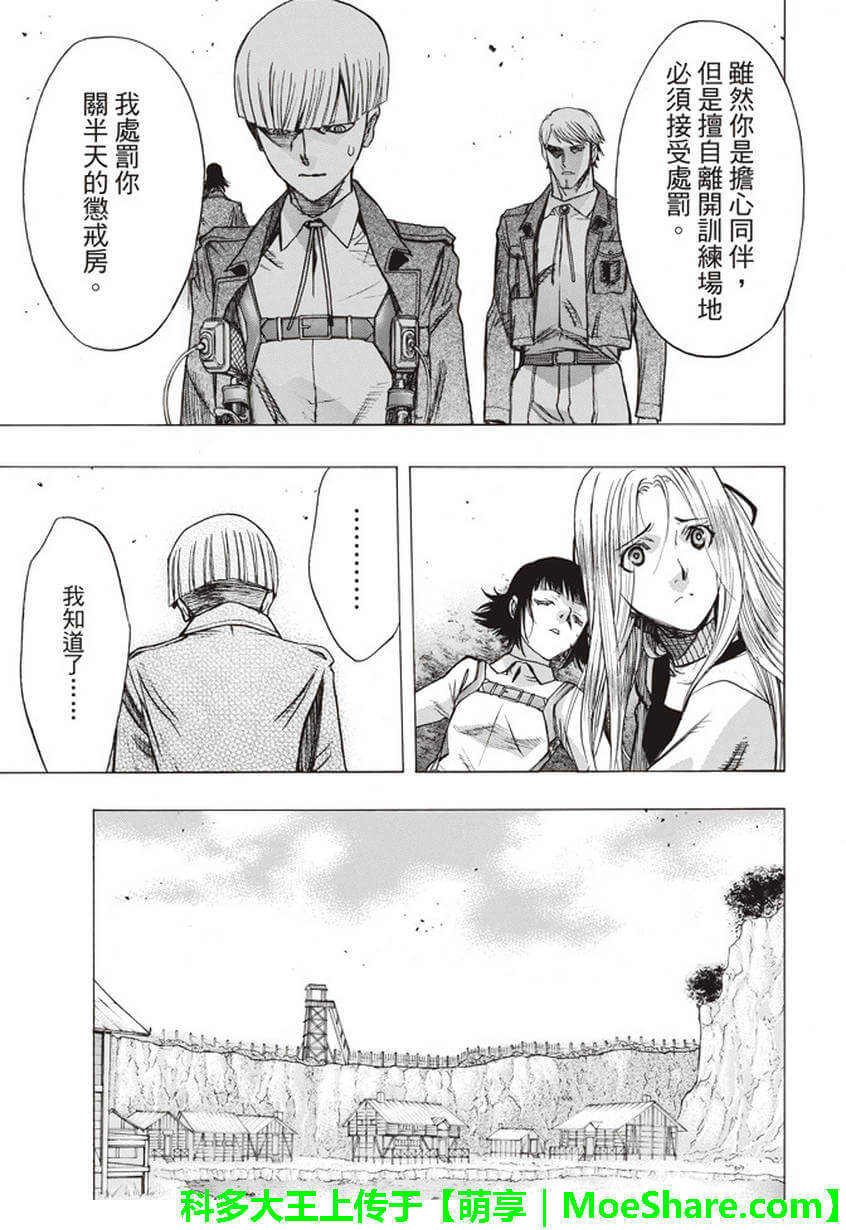 雖然你是擔心同伴，
但是擅自離開訓練場地
必須接受處罰。
我處罰你
關半天的懲戒房。
…………
我知道了……
科多大王上传于【萌享｜MoeShare.com】